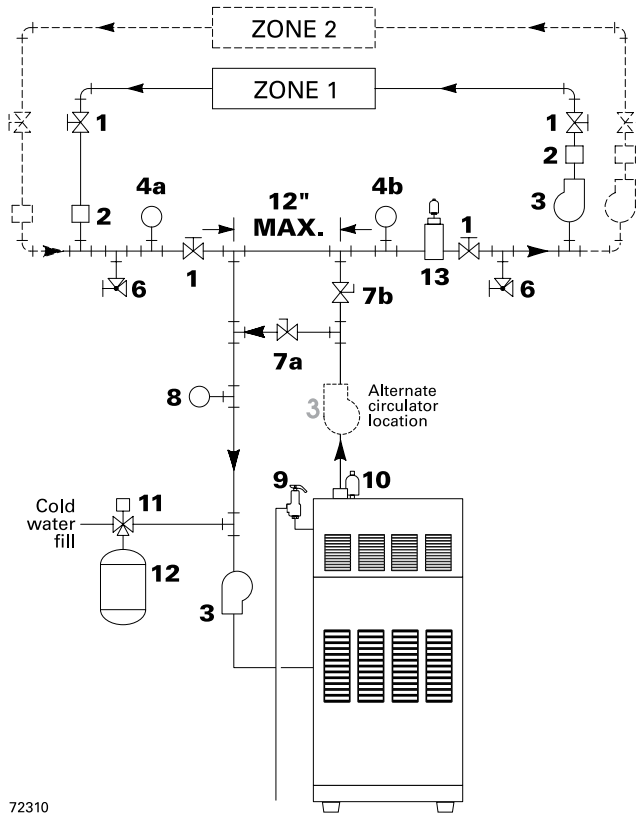 ZONE 2
ZONE 1
1
1
2
2
4a
12"
MAX.
4b
3
1
13
1
6
6
7b
7a
8
3
Alternate
circulator
location
9
10
11
Cold
water
fill
12
3
72310